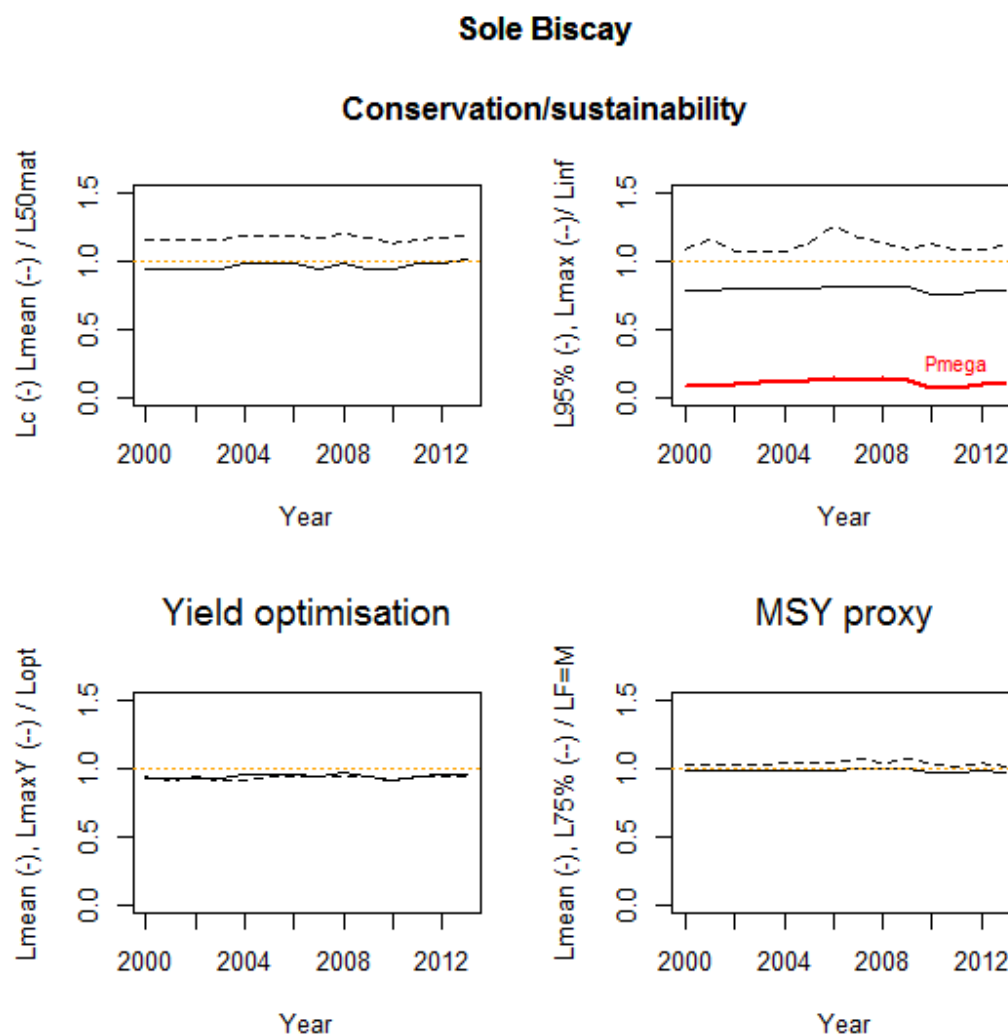 Sole Biscay
Conservation/sustainability
Lc (-) Lmean (--) / L50mat
1.5
1.0
0.5
0.0
2000 2004 2008 2012
Year
L95% (-), Lmax (--)/ Linf
1.5
1.0
0.5
0.0
Pmega
2000 2004 2008 2012
Year
Yield optimisation
Lmean (-), LmaxY (--) / Lopt
1.5
1.0
0.5
0.0
2000 2004 2008 2012
Year
MSY proxy
Lmean (-), L75% (--) / LF=M
1.5
1.0
0.5
0.0
2000 2004 2008 2012
Year